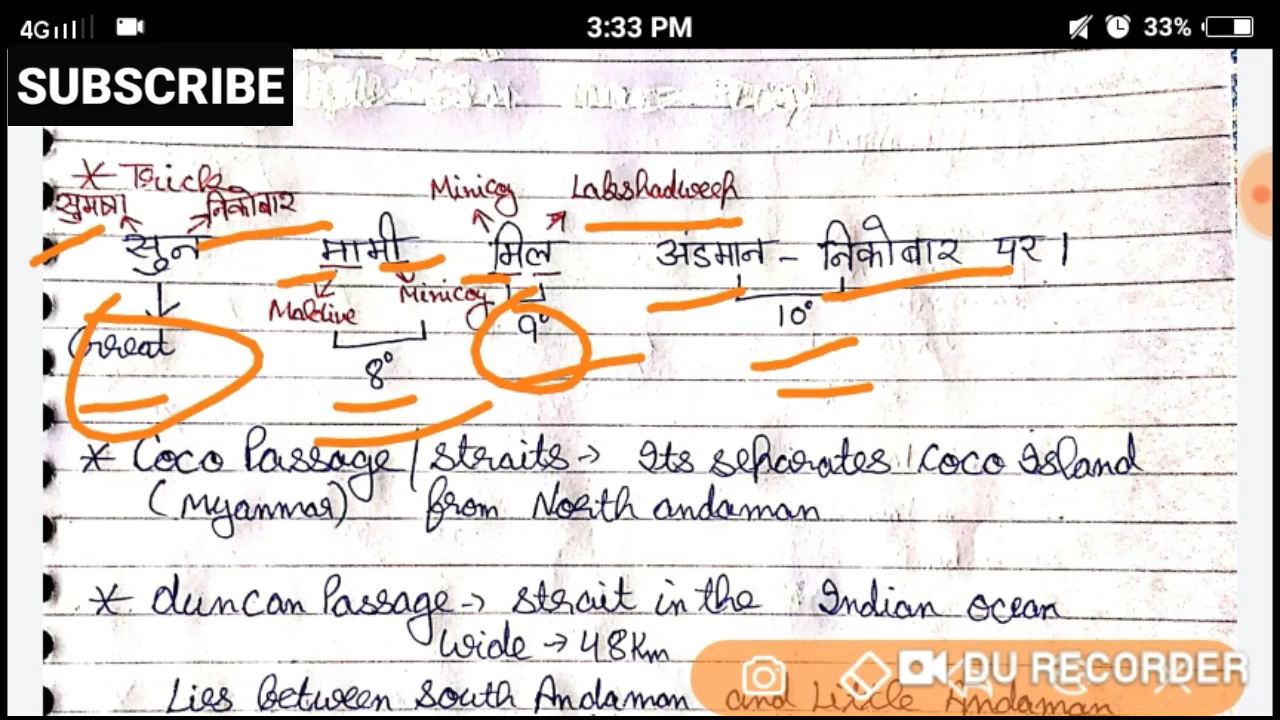 4G 3:33 PM 33%
SUBSCRIBE
* Trick
सुमात्रा निकोबार Minicoy Lakshadweep
सुन मामी मिल अंडमान - निकोबार पर।
Maldive Minicoy 9° 10°
Great 8°
* Coco Passage / straits → Its separates Coco Island
(Myanmar) from North andaman
* duncan Passage → strait in the Indian ocean
wide → 48Km
DU RECORDER
Lies between South Andaman and Little Andaman